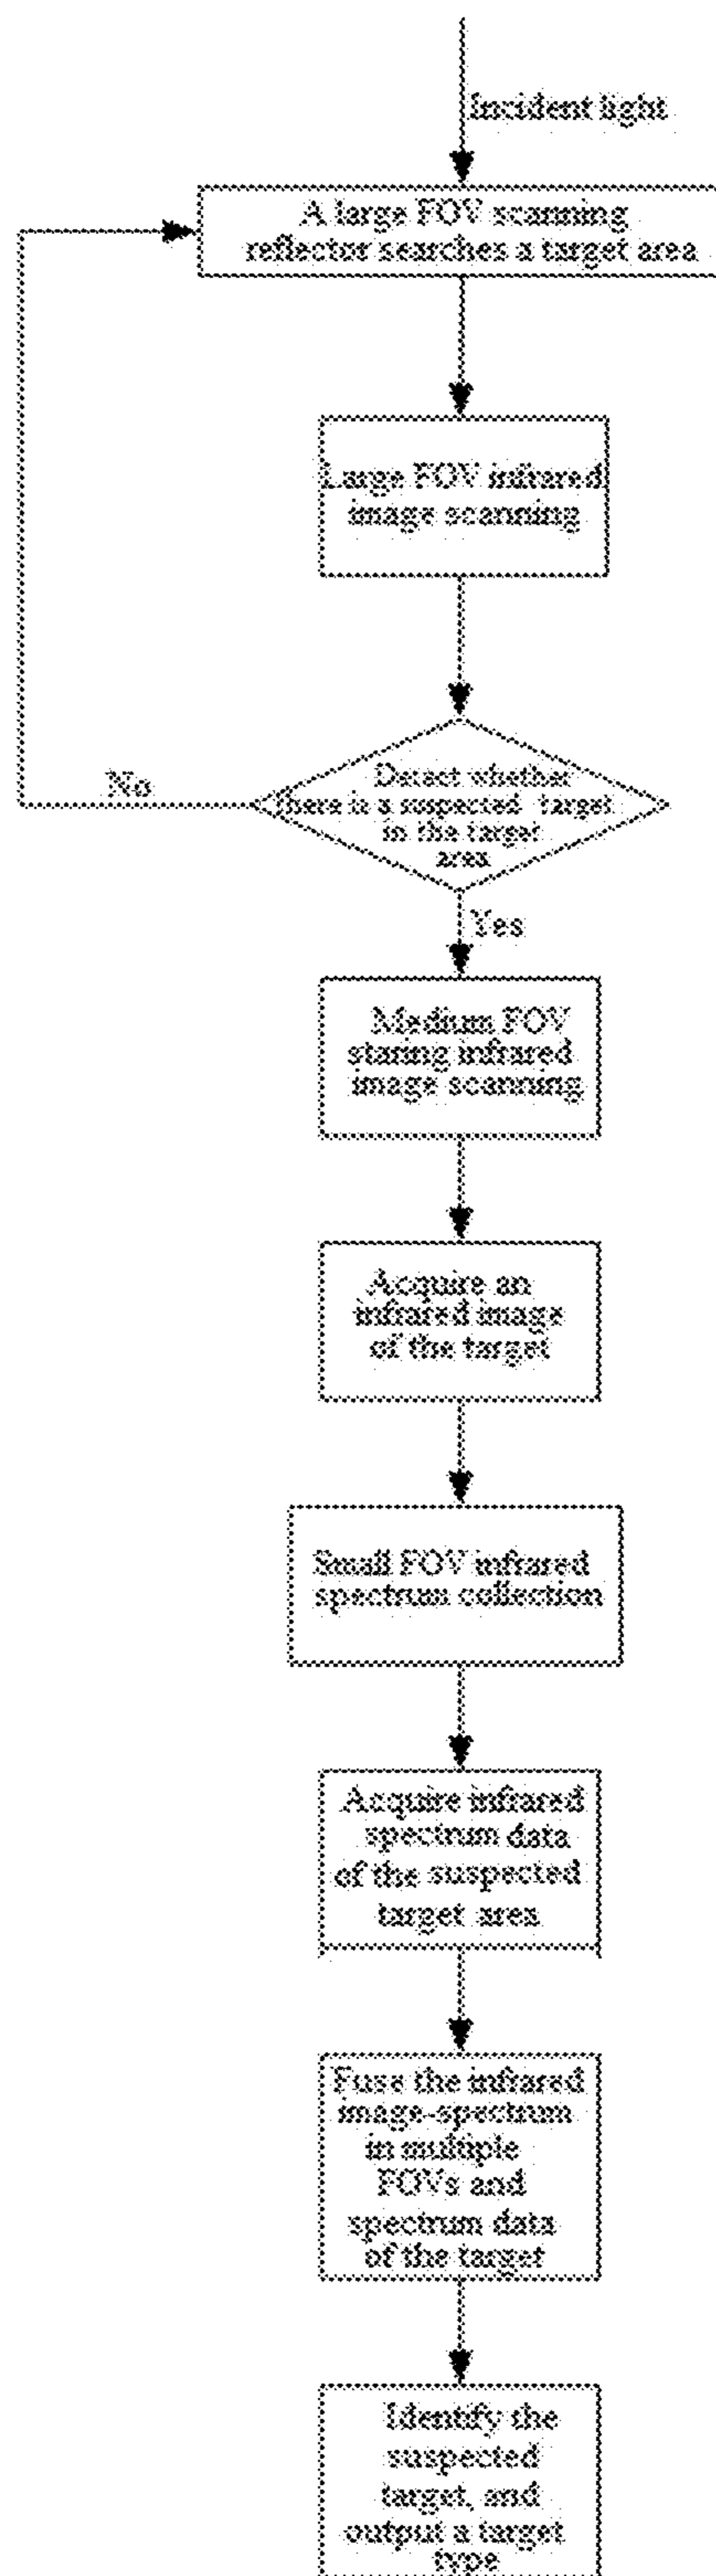 Incident light
A large FOV scanning
reflector searches a target area
Large FOV infrared
image scanning
No
Detect whether
there is a suspected target
in the target
area
Yes
Medium FOV
staring infrared
image scanning
Acquire an
infrared image
of the target
Small FOV infrared
spectrum collection
Acquire infrared
spectrum data
of the suspected
target area
Fuse the infrared
image-spectrum
in multiple
FOVs and
spectrum data
of the target
Identify the
suspected
target, and
output a target
type